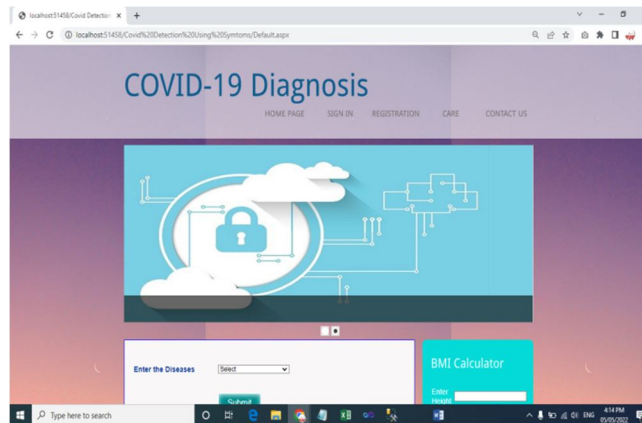 localhost:51458/Covid Detection
localhost:51458/Covid%20Detection%20Using%20Symtoms/Default.aspx
COVID-19 Diagnosis
HOME PAGE SIGN IN REGISTRATION CARE CONTACT US
Enter the Diseases Select
Submit
BMI Calculator
Enter
Height
Type here to search
ENG
4:14 PM
05/05/2022